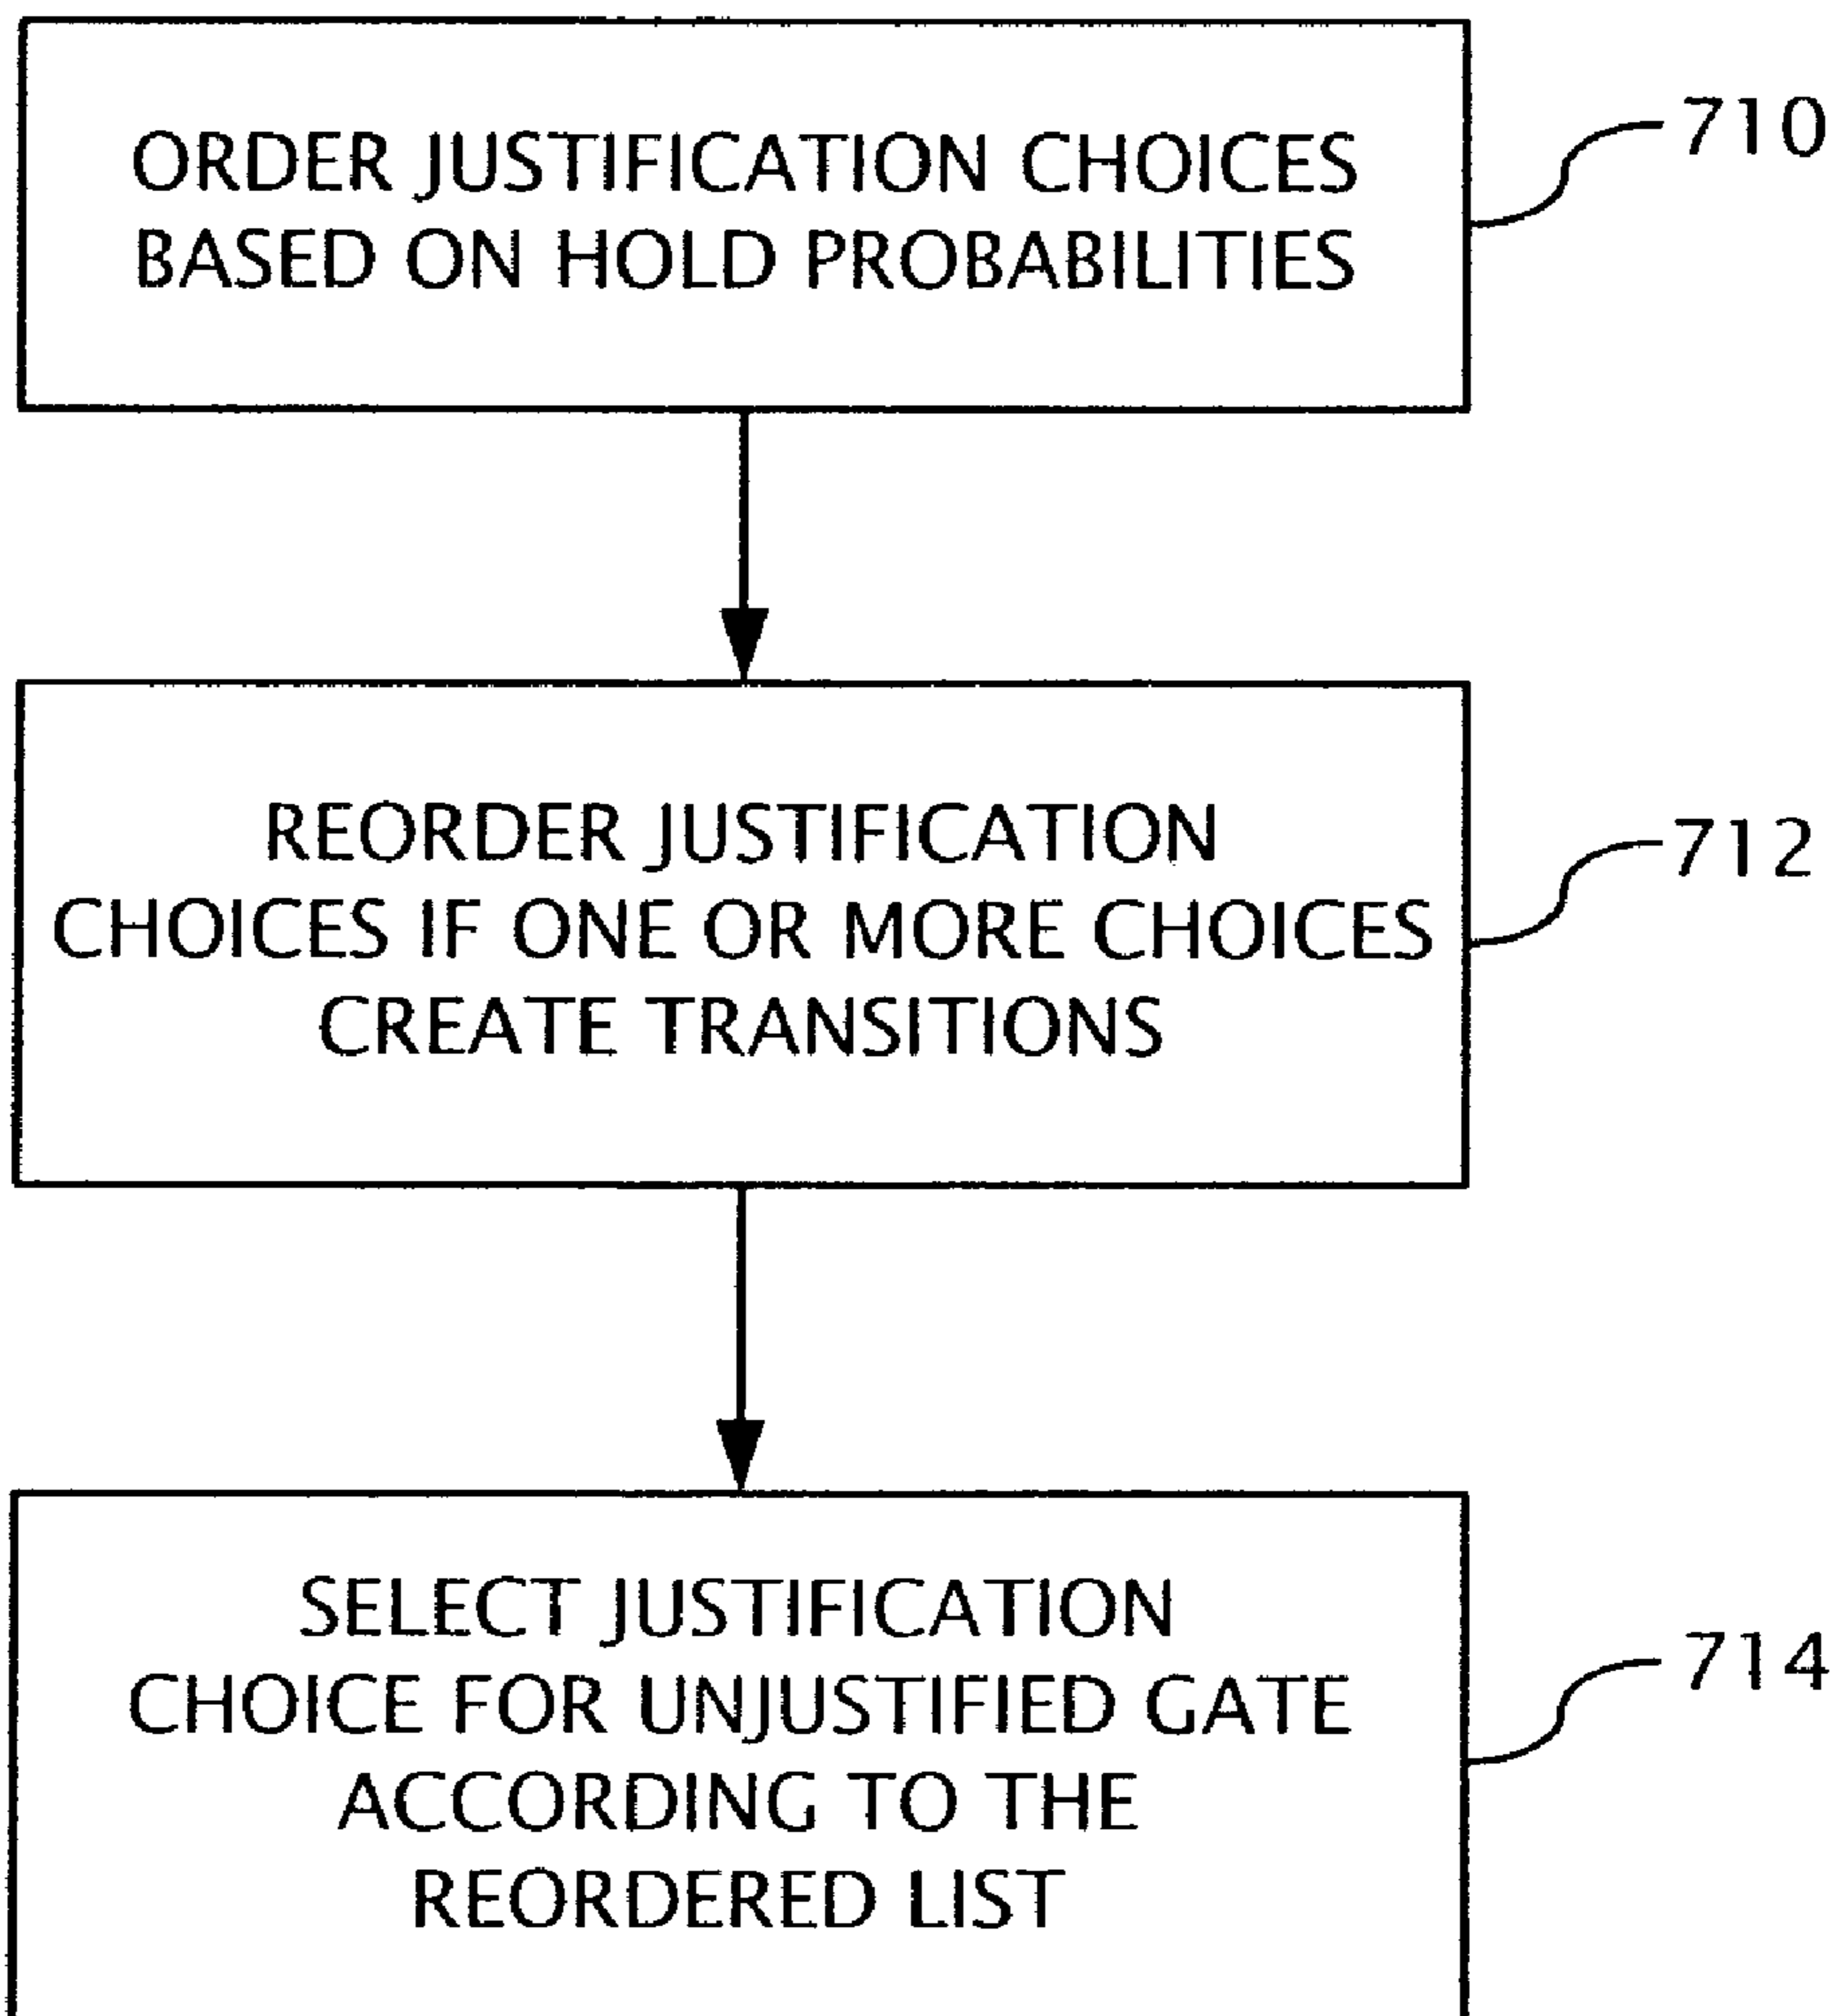 ORDER JUSTIFICATION CHOICES
BASED ON HOLD PROBABILITIES
710
REORDER JUSTIFICATION
CHOICES IF ONE OR MORE CHOICES
CREATE TRANSITIONS
712
SELECT JUSTIFICATION
CHOICE FOR UNJUSTIFIED GATE
ACCORDING TO THE
REORDERED LIST
714